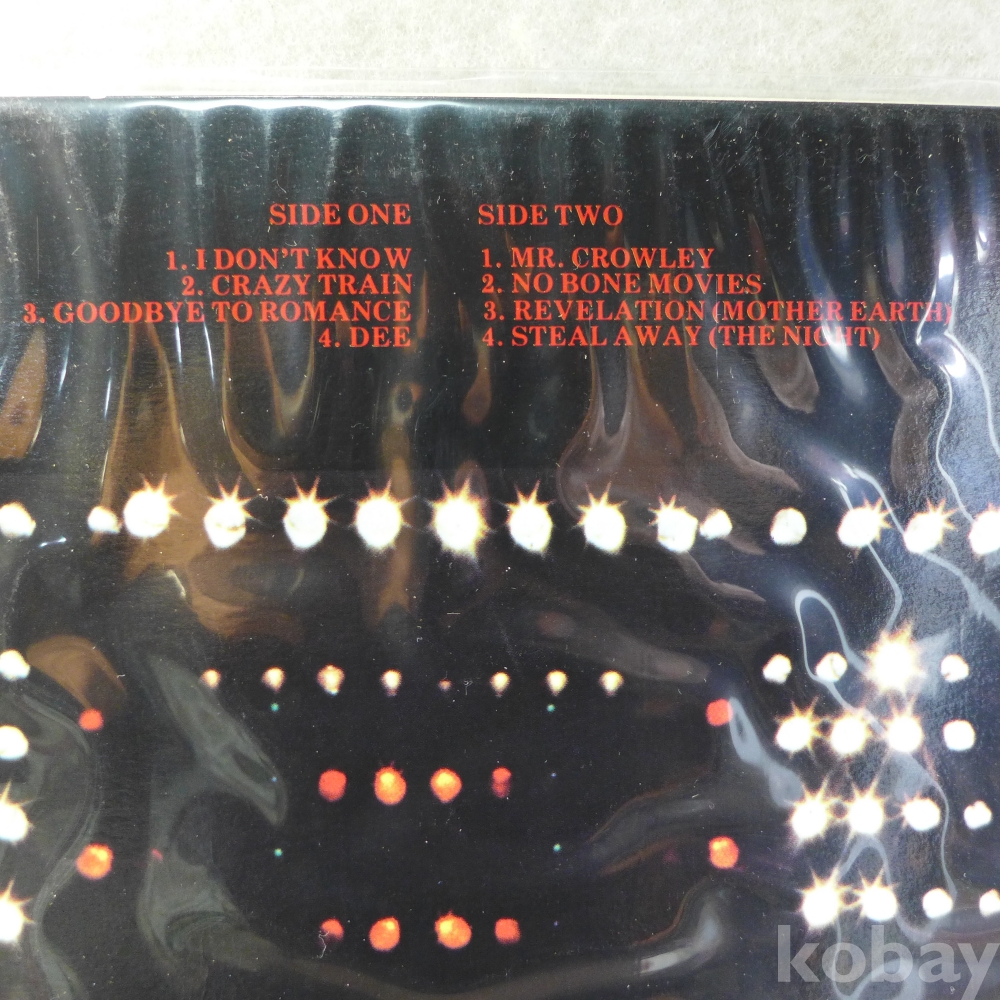 SIDE ONE
1. I DON'T KNOW
2. CRAZY TRAIN
3. GOODBYE TO ROMANCE
4. DEE
SIDE TWO
1. MR. CROWLEY
2. NO BONE MOVIES
3. REVELATION (MOTHER EARTH)
4. STEAL AWAY (THE NIGHT)
kobay